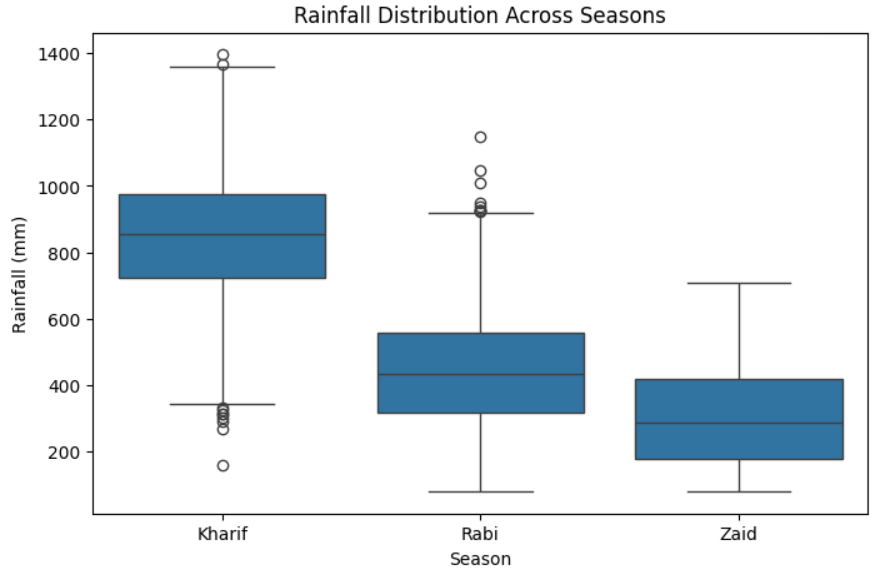 Rainfall Distribution Across Seasons
1400
1200
1000
800
600
400
200
Rainfall (mm)
Kharif Rabi Zaid
Season